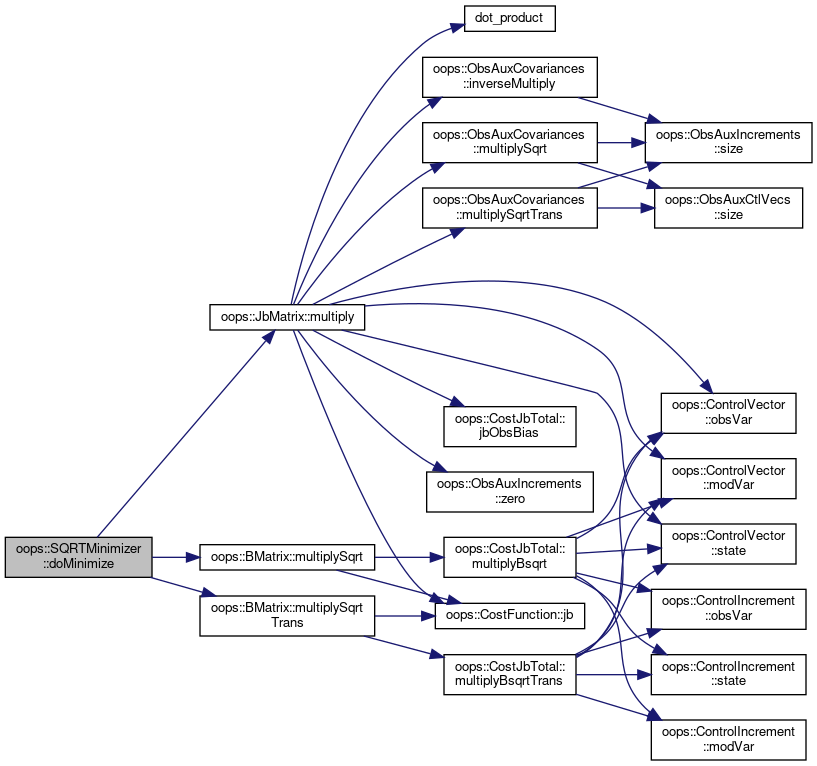 dot_product
oops::ObsAuxCovariances
::inverseMultiply
oops::ObsAuxCovariances
::multiplySqrt
oops::ObsAuxIncrements
::size
oops::ObsAuxCovariances
::multiplySqrtTrans
oops::ObsAuxCtlVecs
::size
oops::JbMatrix::multiply
oops::CostJbTotal::
jbObsBias
oops::ControlVector
::obsVar
oops::ObsAuxIncrements
::zero
oops::ControlVector
::modVar
oops::SQRTMinimizer
::doMinimize
oops::BMatrix::multiplySqrt
oops::CostJbTotal::
multiplyBsqrt
oops::ControlVector
::state
oops::BMatrix::multiplySqrt
Trans
oops::CostFunction::jb
oops::ControlIncrement
::obsVar
oops::CostJbTotal::
multiplyBsqrtTrans
oops::ControlIncrement
::state
oops::ControlIncrement
::modVar